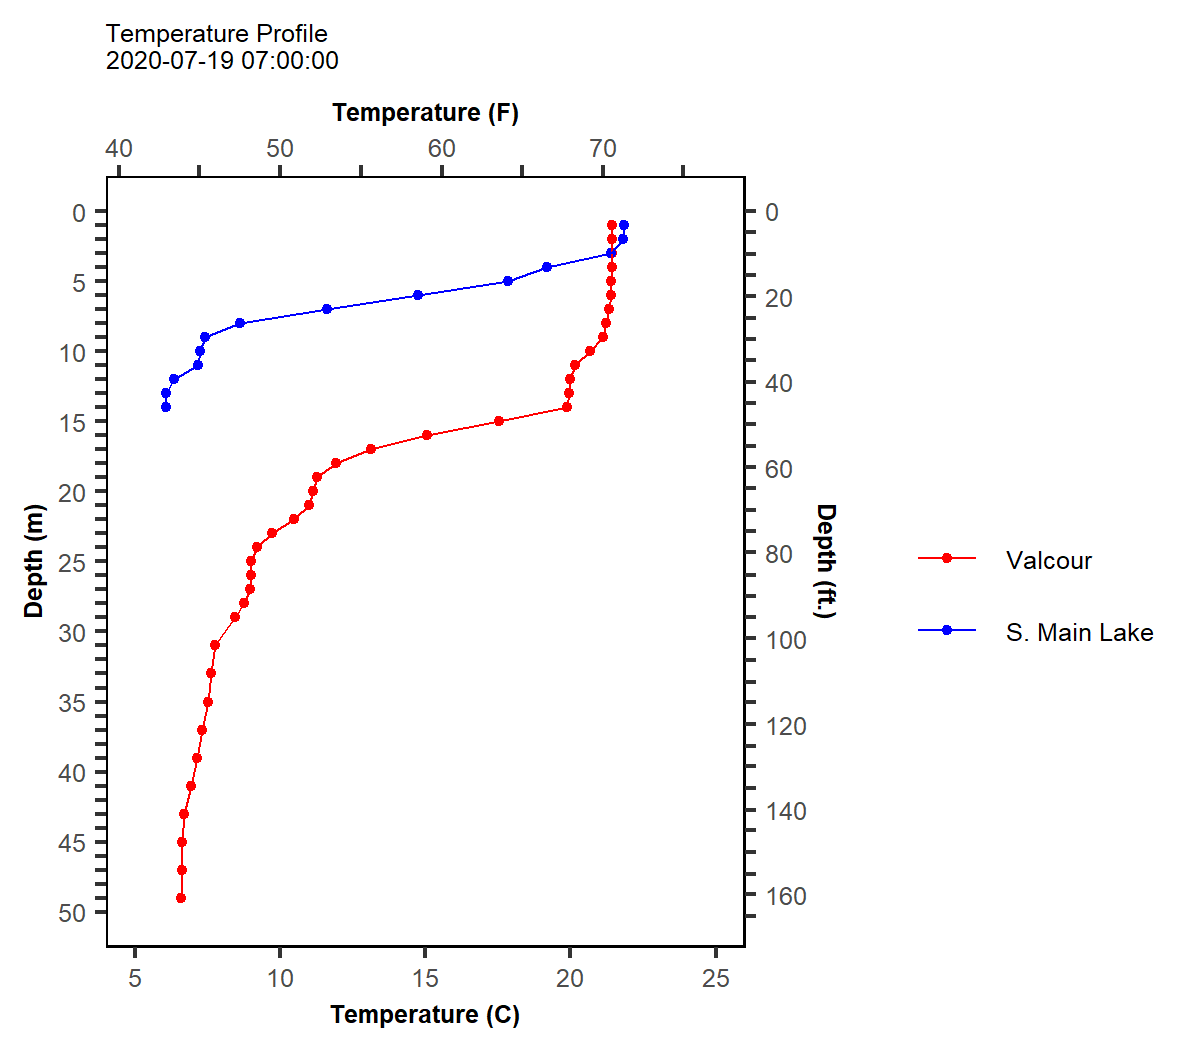 Temperature Profile
2020-07-19 07:00:00
Temperature (F)
40 50 60 70
0
5
10
15
20
25
30
35
40
45
50
Depth (m)
0
20
40
60
80
100
120
140
160
Depth (ft.)
Valcour
S. Main Lake
5 10 15 20 25
Temperature (C)